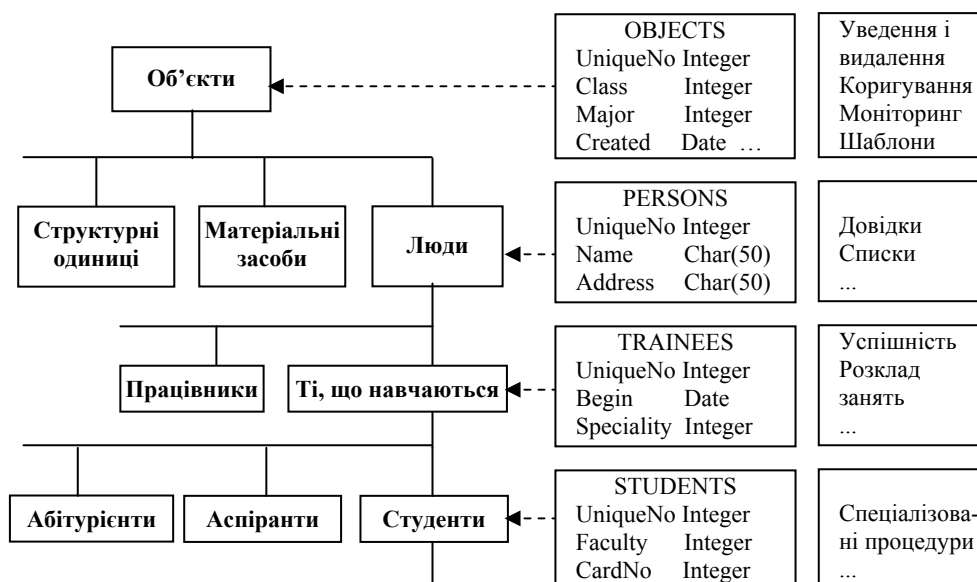 Об’єкти
OBJECTS
UniqueNo Integer
Class Integer
Major Integer
Created Date ...
Уведення і
видалення
Коригування
Моніторинг
Шаблони
Структурні
одиниці
Матеріальні
засоби
Люди
PERSONS
UniqueNo Integer
Name Char(50)
Address Char(50)
Довідки
Списки
...
Працівники
Ті, що навчаються
TRAINEES
UniqueNo Integer
Begin Date
Speciality Integer
Успішність
Розклад
занять
...
Абітурієнти
Аспіранти
Студенти
STUDENTS
UniqueNo Integer
Faculty Integer
CardNo Integer
Спеціалізова-
ні процедури
...